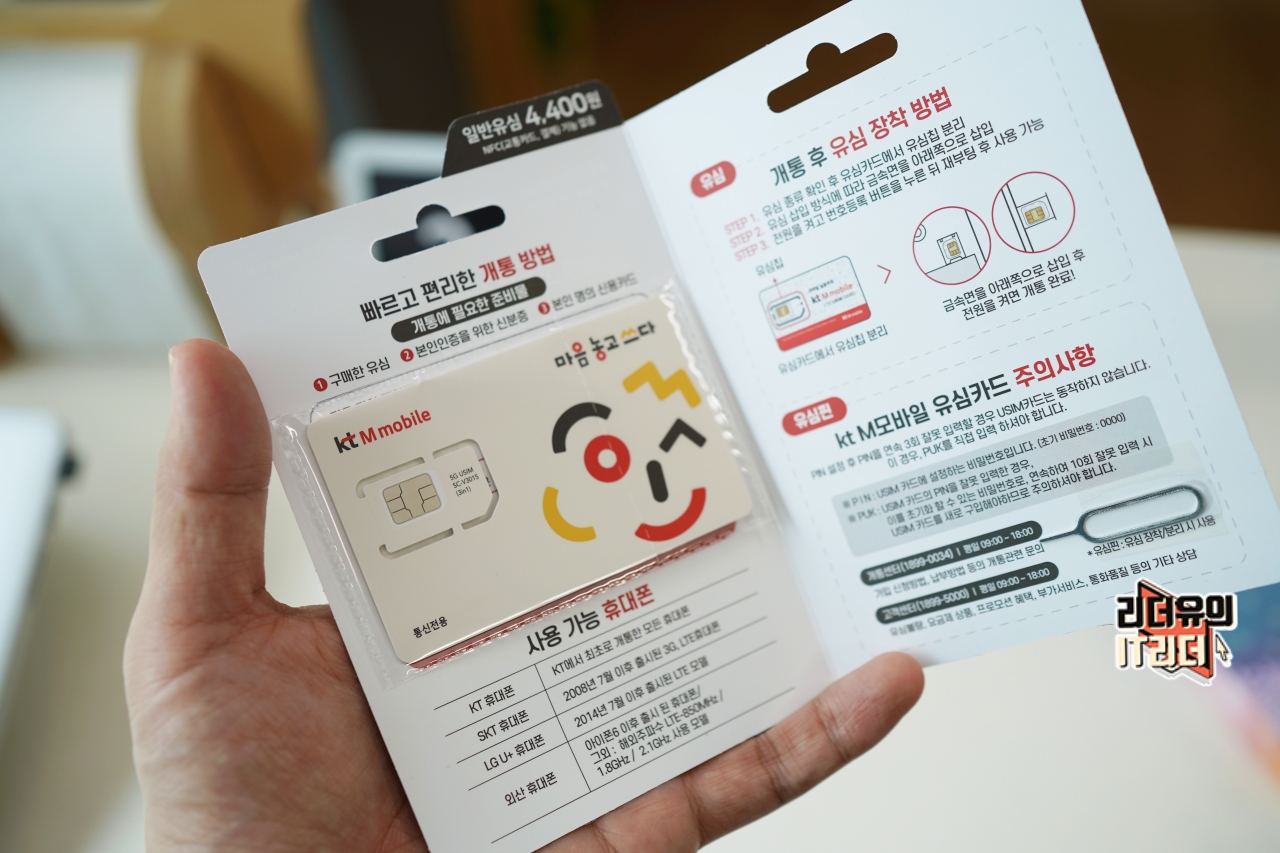 일반유심 4,400원
NFC(교통카드, 결제) 기능 없음
빠르고 편리한 개통 방법
개통에 필요한 준비물
1 구매한 유심 2 본인인증을 위한 신분증 3 본인 명의 신용카드
마음 놓고 쓰다
kt M mobile
5G USIM
SC-V3015
(3in1)
통신전용
사용 가능 휴대폰
KT 휴대폰 KT에서 최초로 개통한 모든 휴대폰
SKT 휴대폰 2008년 7월 이후 출시된 3G, LTE휴대폰
LG U+ 휴대폰 2014년 7월 이후 출시된 LTE 모델
외산 휴대폰 아이폰6 이후 출시 된 휴대폰/
그외 : 해외주파수 LTE-850MHz /
1.8GHz / 2.1GHz 사용 모델
유심
개통 후 유심 장착 방법
STEP 1. 유심 종류 확인 후 유심카드에서 유심칩 분리
STEP 2. 유심 삽입 방식에 따라 금속면을 아래쪽으로 삽입
STEP 3. 전원을 켜고 번호등록 버튼을 누른 뒤 재부팅 후 사용 가능
유심칩
kt M mobile
유심카드에서 유심칩 분리
금속면을 아래쪽으로 삽입 후
전원을 켜면 개통 완료!
유심핀
kt M모바일 유심카드 주의사항
PIN 설정 후 PIN을 연속 3회 잘못 입력할 경우 USIM카드는 동작하지 않습니다.
이 경우, PUK를 직접 입력 하셔야 합니다.
※ PIN : USIM 카드에 설정하는 비밀번호입니다. (초기 비밀번호 : 0000)
※ PUK : USIM 카드의 PIN을 잘못 입력한 경우,
이를 초기화 할 수 있는 비밀번호로, 연속하여 10회 잘못 입력 시
USIM 카드를 새로 구입해야하므로 주의하셔야 합니다.
개통센터(1899-0034) | 평일 09:00 ~ 18:00
가입 신청방법, 납부방법 등의 개통관련 문의
* 유심핀 : 유심 장착/분리 시 사용
고객센터(1899-5000) | 평일 09:00 ~ 18:00
유심불량, 요금제 상품, 프로모션 혜택, 부가서비스, 통화품질 등의 기타 상담
리더유의
IT리더